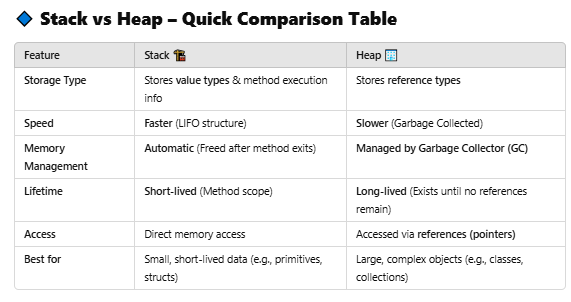 Stack vs Heap – Quick Comparison Table
Feature Stack Heap
Storage Type Stores value types & method execution Stores reference types
info
Speed Faster (LIFO structure) Slower (Garbage Collected)
Memory Automatic (Freed after method exits) Managed by Garbage Collector (GC)
Management
Lifetime Short-lived (Method scope) Long-lived (Exists until no references
remain)
Access Direct memory access Accessed via references (pointers)
Best for Small, short-lived data (e.g., primitives, Large, complex objects (e.g., classes,
structs) collections)